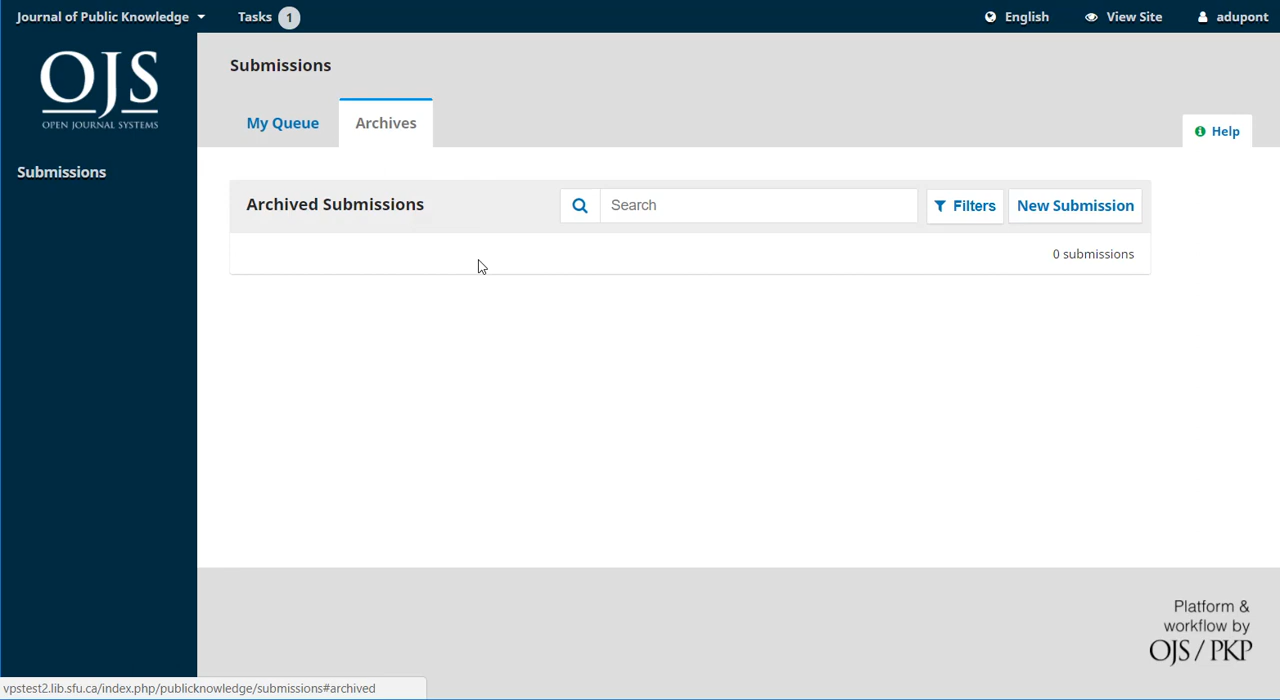 Journal of Public Knowledge Tasks 1 English View Site adupont
OJS
OPEN JOURNAL SYSTEMS
Submissions
Submissions
My Queue Archives
Help
Archived Submissions Search Filters New Submission
0 submissions
Platform &
workflow by
OJS / PKP
vpstest2.lib.sfu.ca/index.php/publicknowledge/submissions#archived